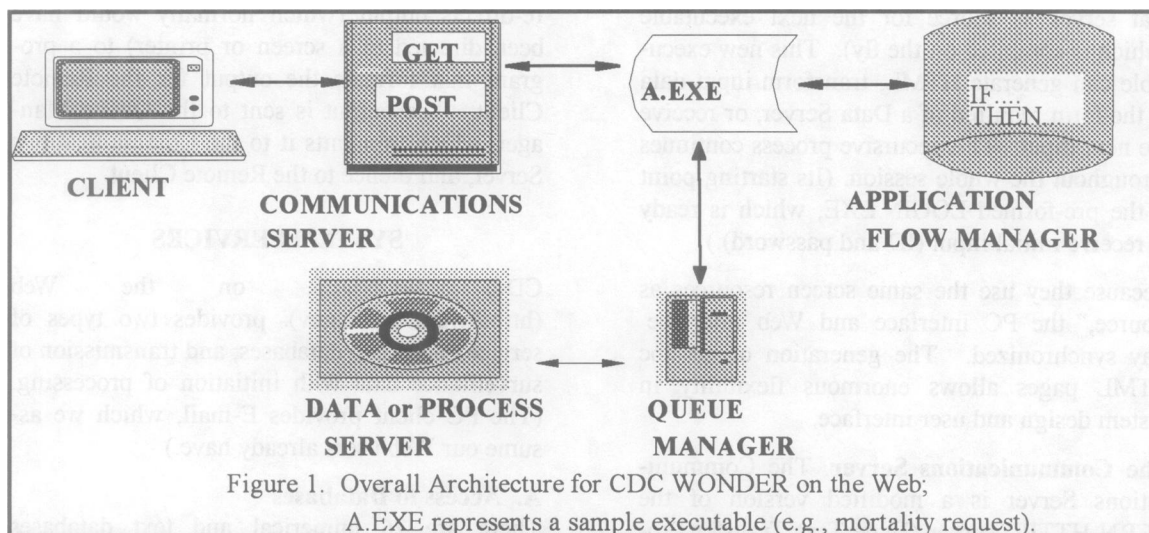 GET
POST
A.EXE
IF....
THEN
CLIENT
COMMUNICATIONS
SERVER
APPLICATION
FLOW MANAGER
DATA or PROCESS
SERVER
QUEUE
MANAGER
Figure 1. Overall Architecture for CDC WONDER on the Web;
A.EXE represents a sample executable (e.g., mortality request).